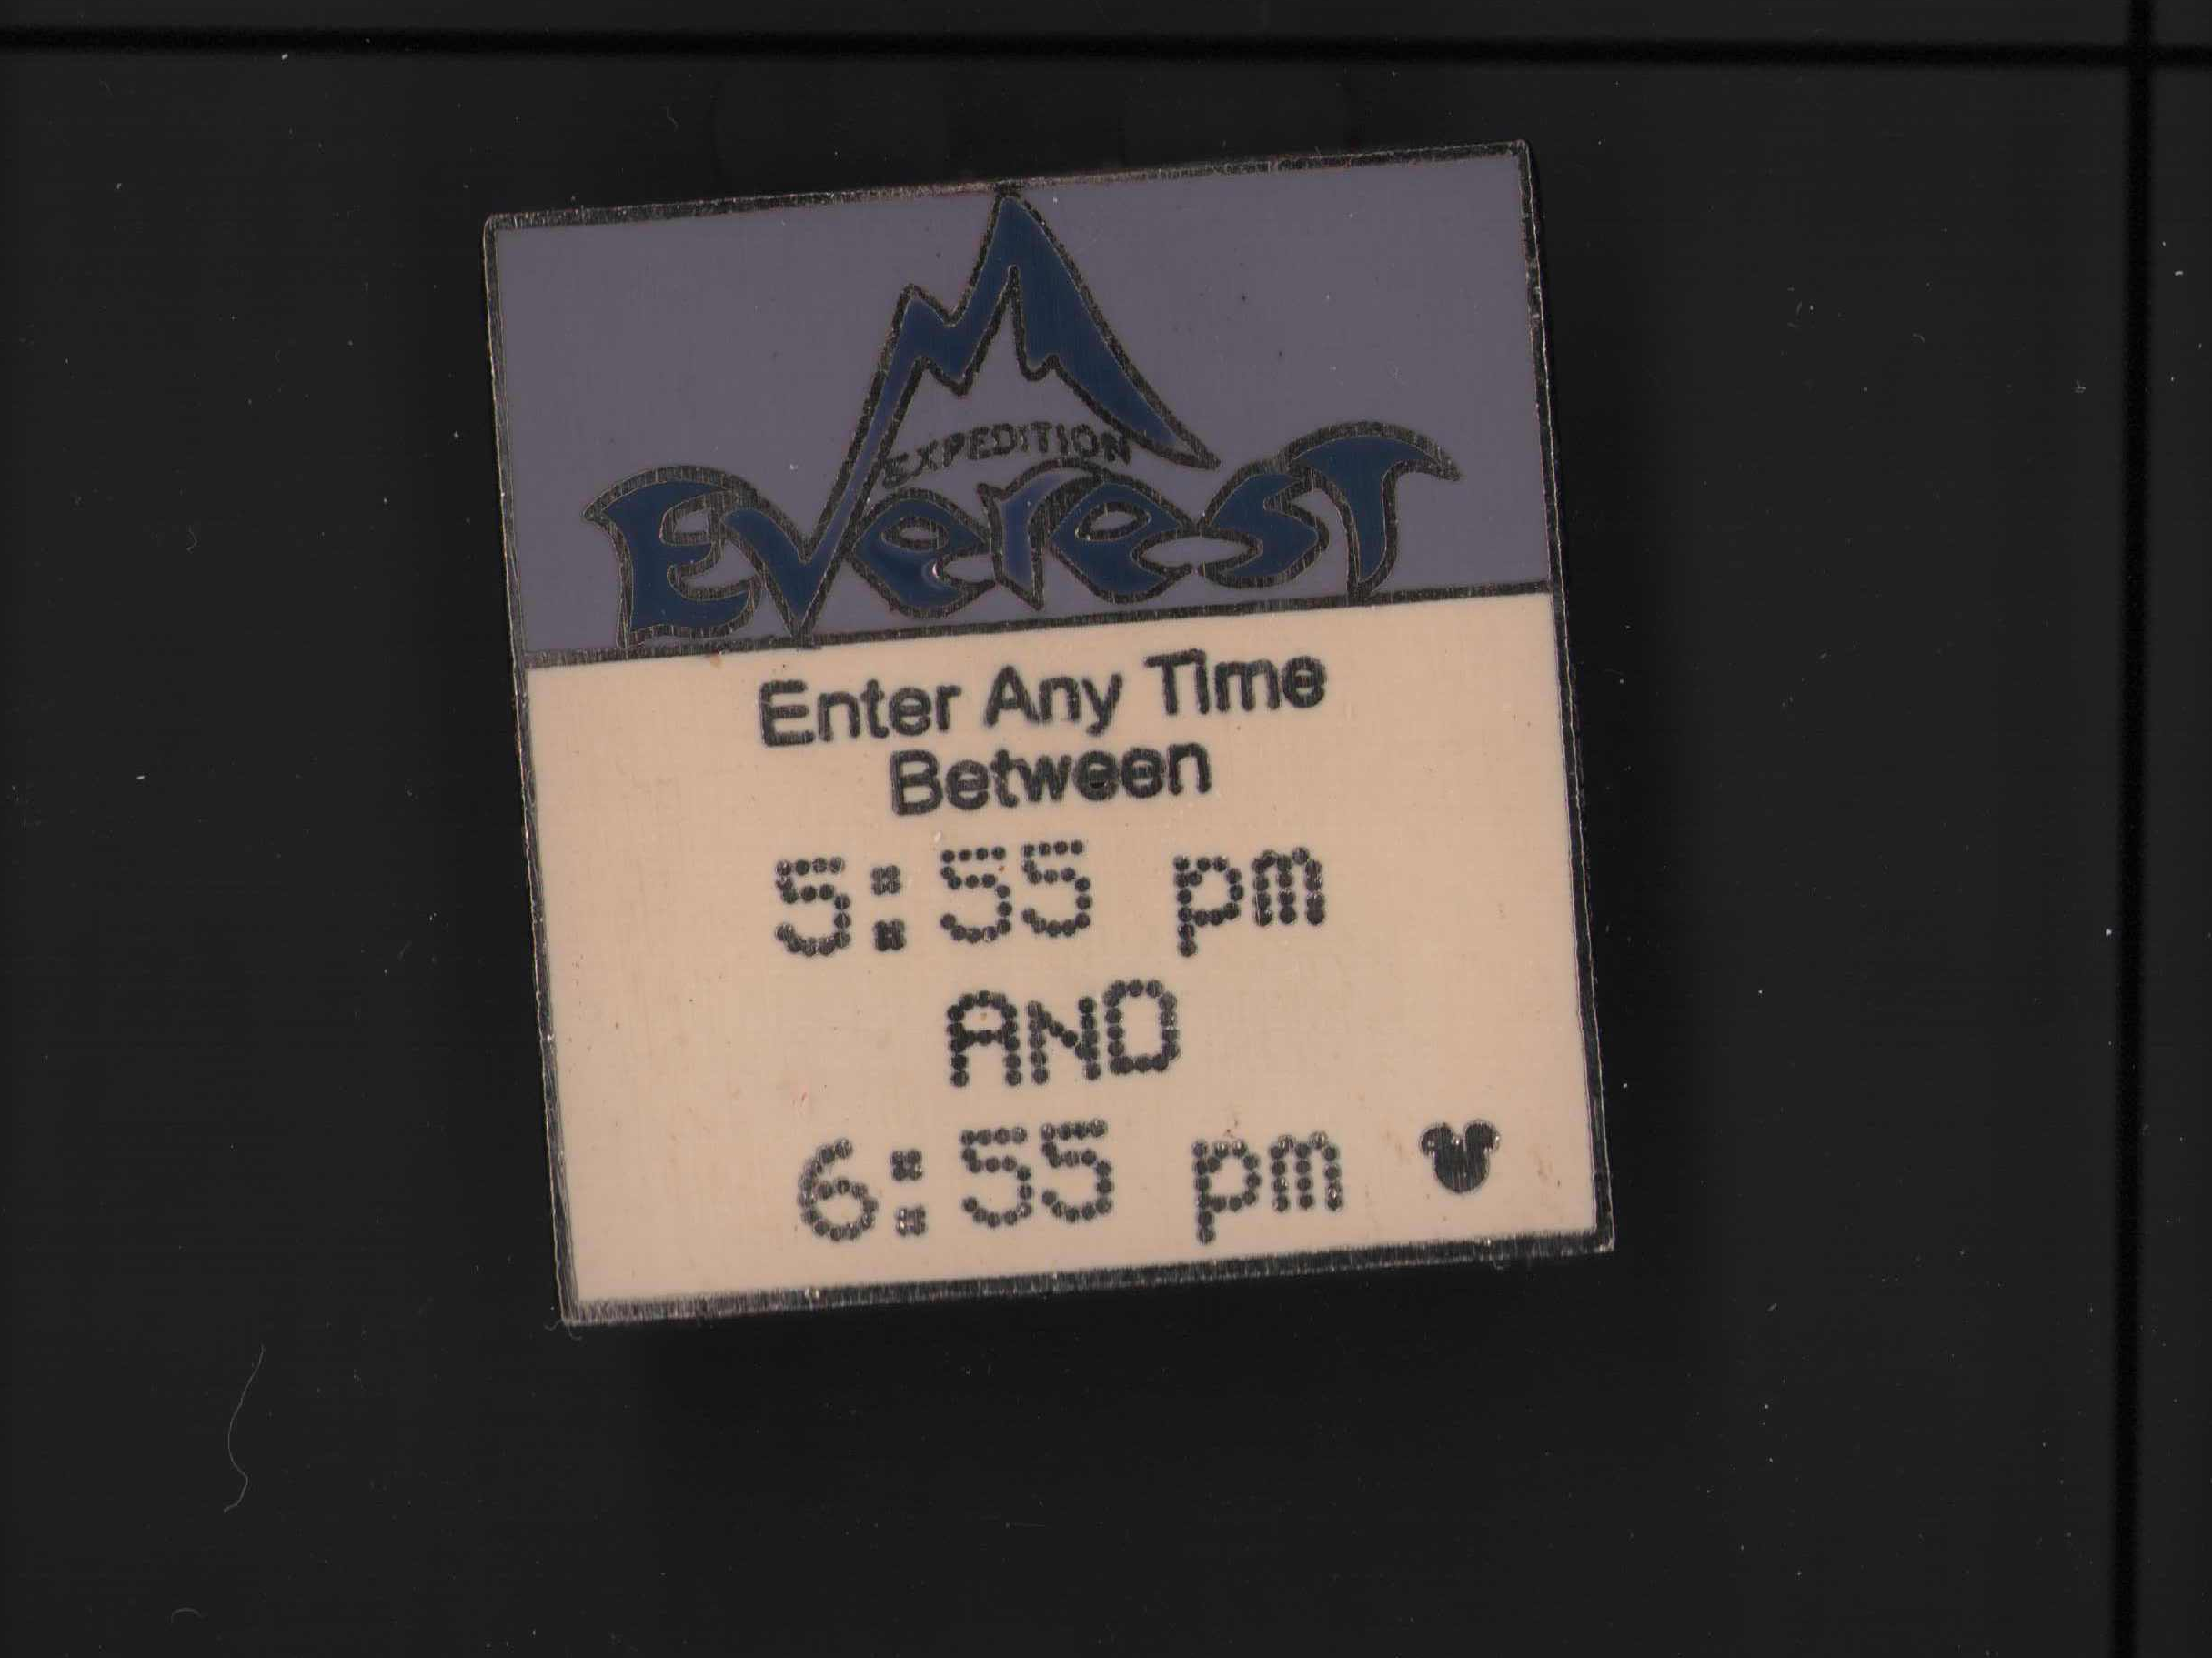 EXPEDITION
EVEREST
Enter Any Time
Between
5:55 pm
AND
6:55 pm